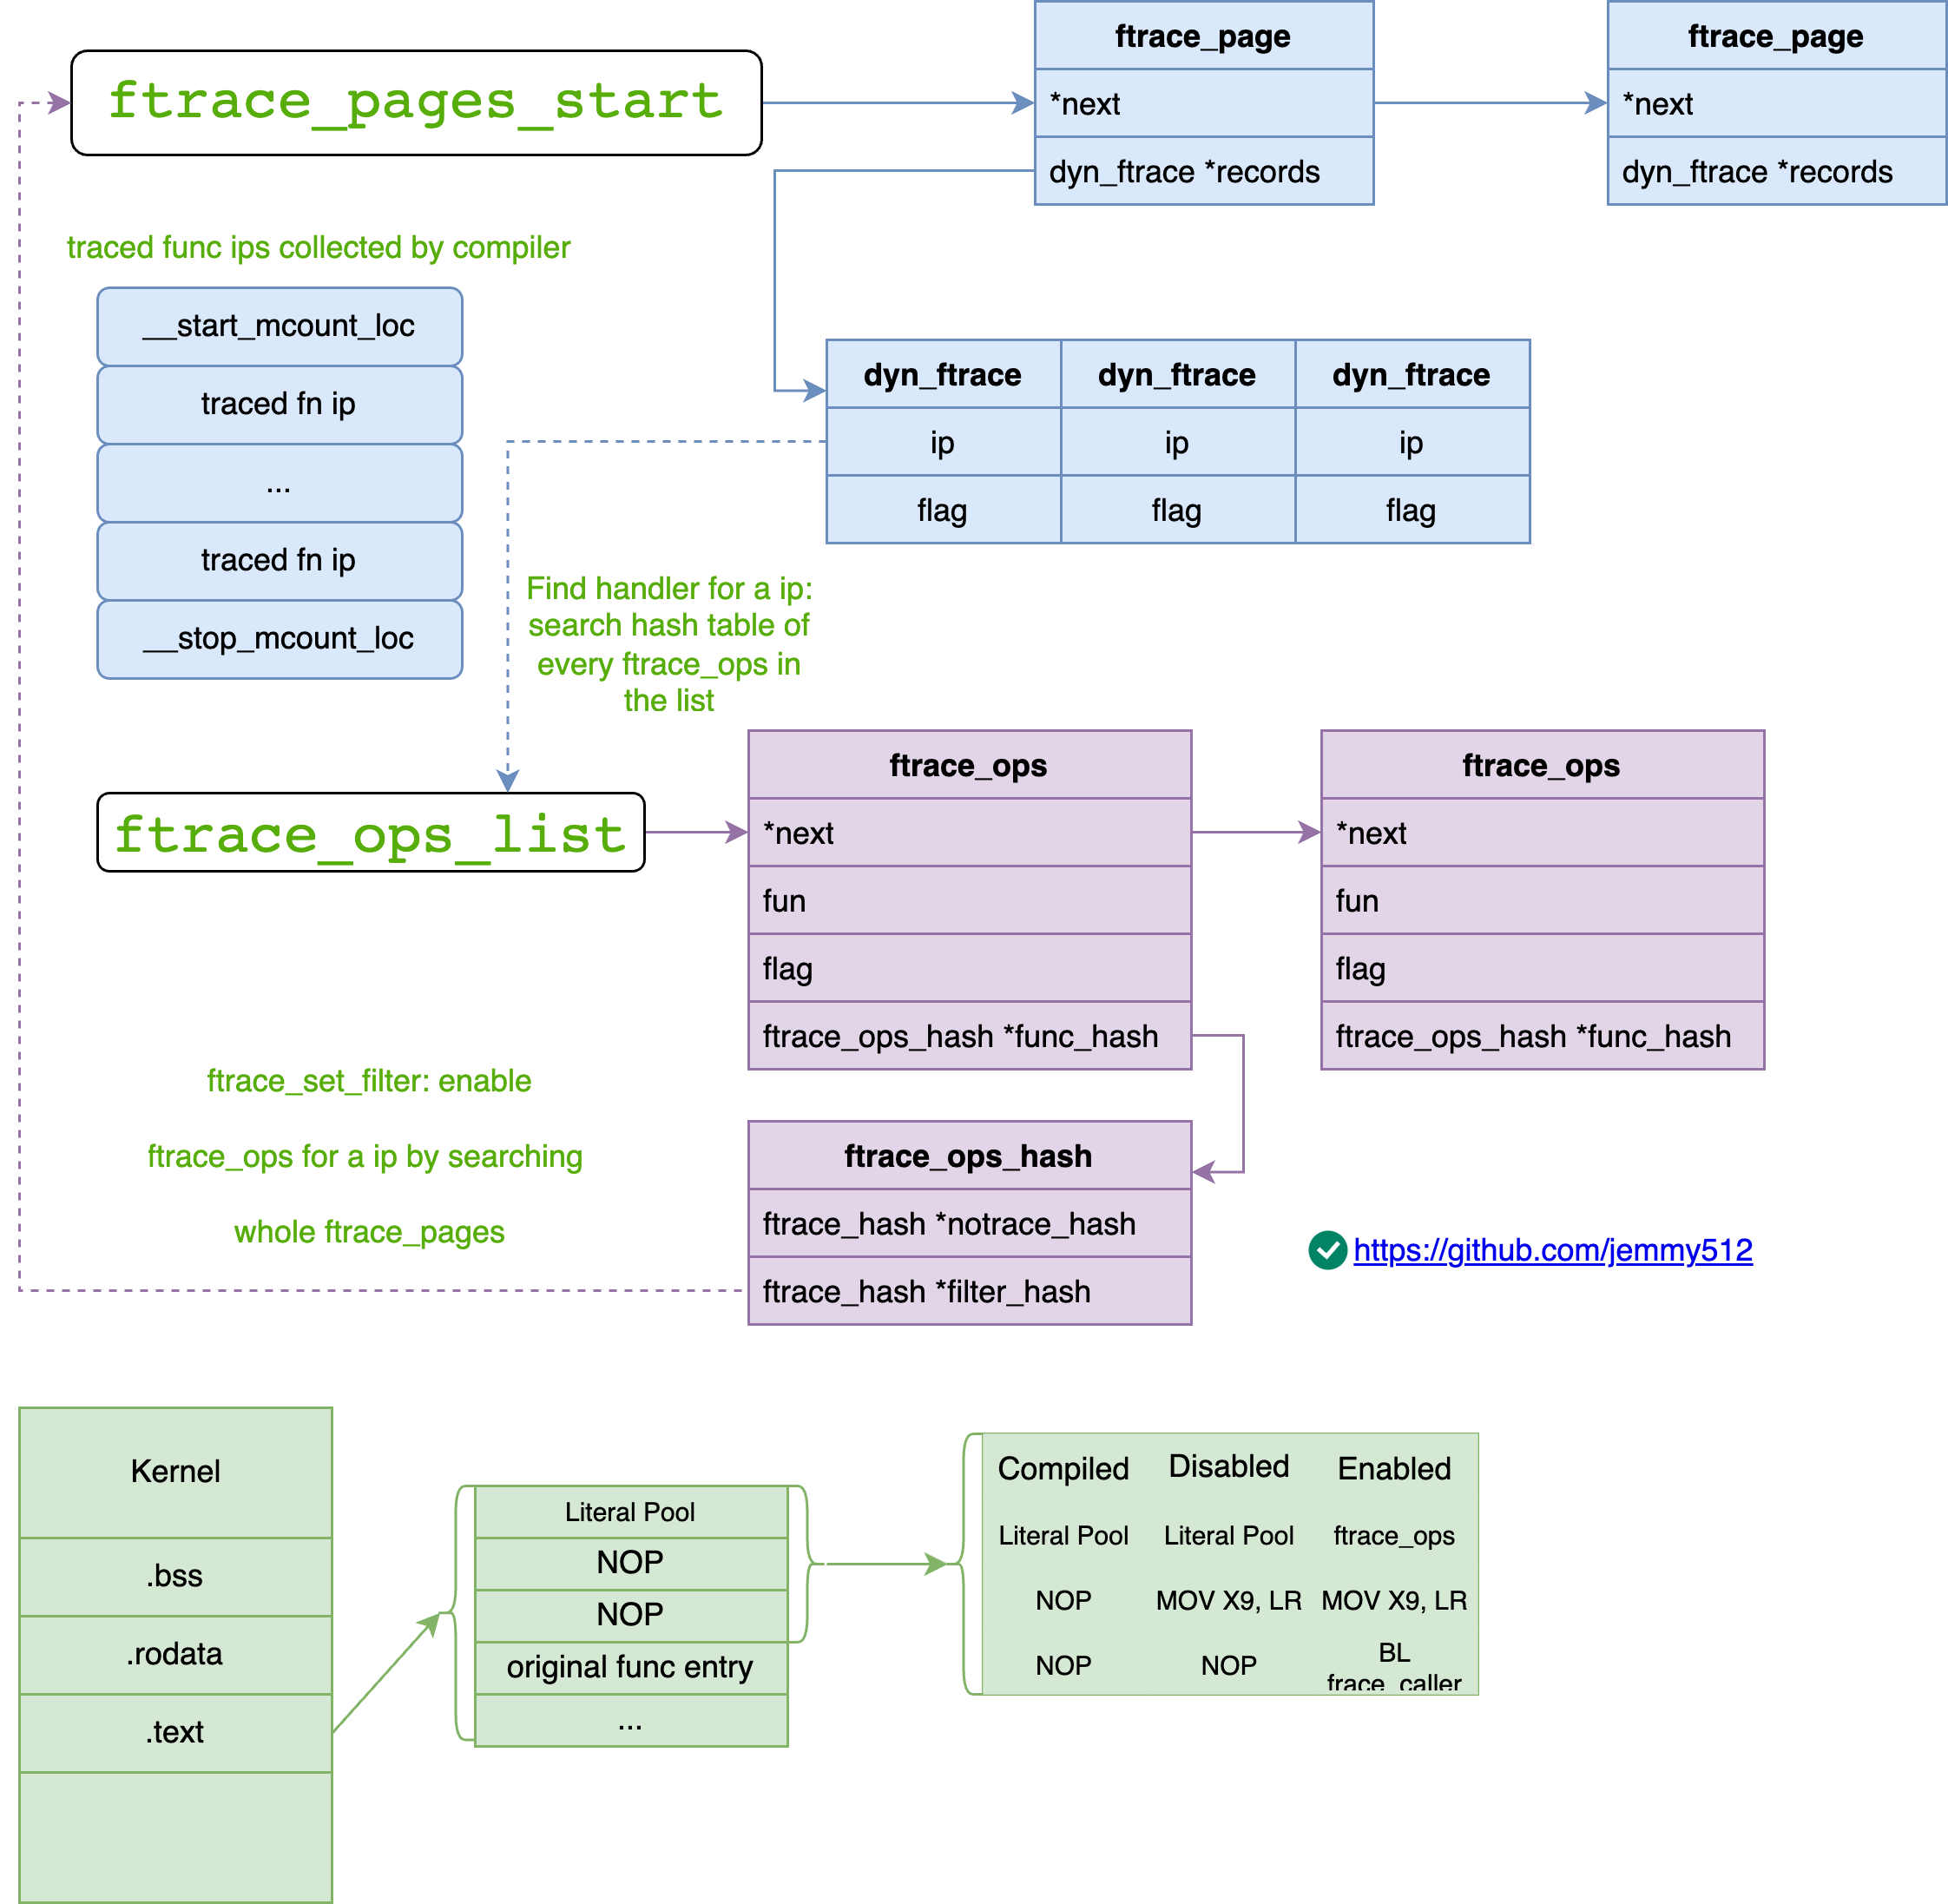 ftrace_pages_start
ftrace_page
*next
dyn_ftrace *records
ftrace_page
*next
dyn_ftrace *records
traced func ips collected by compiler
__start_mcount_loc
traced fn ip
...
traced fn ip
__stop_mcount_loc
dyn_ftrace
dyn_ftrace
dyn_ftrace
ip
ip
ip
flag
flag
flag
Find handler for a ip:
search hash table of
every ftrace_ops in
the list
ftrace_ops_list
ftrace_ops
*next
fun
flag
ftrace_ops_hash *func_hash
ftrace_ops
*next
fun
flag
ftrace_ops_hash *func_hash
ftrace_set_filter: enable
ftrace_ops for a ip by searching
whole ftrace_pages
ftrace_ops_hash
ftrace_hash *notrace_hash
ftrace_hash *filter_hash
https://github.com/jemmy512
Kernel
.bss
.rodata
.text
Literal Pool
NOP
NOP
original func entry
...
Compiled
Disabled
Enabled
Literal Pool
Literal Pool
ftrace_ops
NOP
MOV X9, LR
MOV X9, LR
NOP
NOP
BL
frace_caller